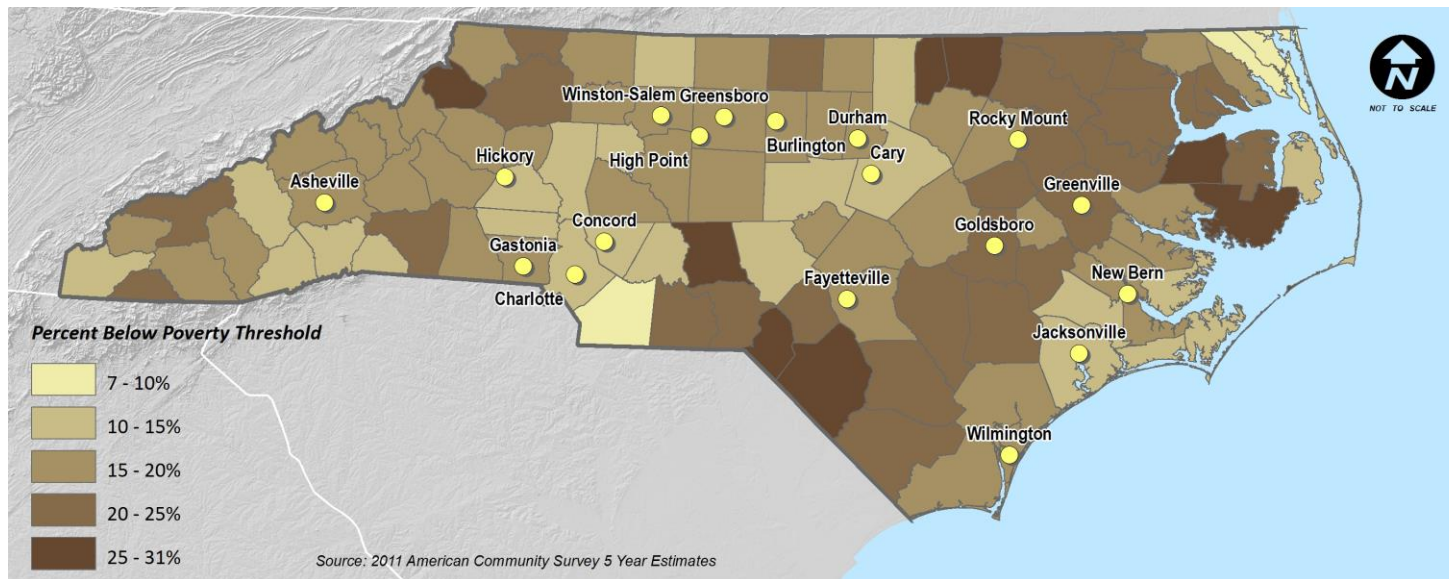 N
NOT TO SCALE
Winston-Salem
Greensboro
Durham
Rocky Mount
Burlington
High Point
Cary
Hickory
Asheville
Greenville
Concord
Goldsboro
Gastonia
Fayetteville
New Bern
Charlotte
Jacksonville
Wilmington
Percent Below Poverty Threshold
7 - 10%
10 - 15%
15 - 20%
20 - 25%
25 - 31%
Source: 2011 American Community Survey 5 Year Estimates